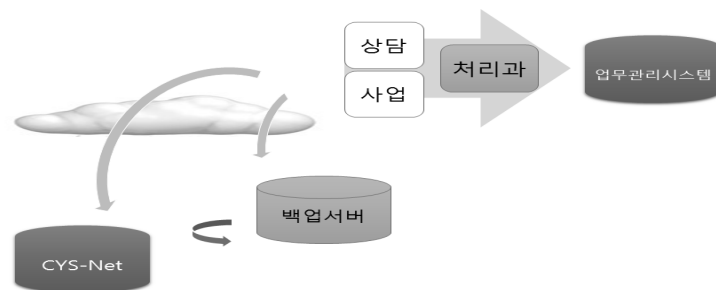 상담
처리과
사업
업무관리시스템
백업서버
CYS-Net